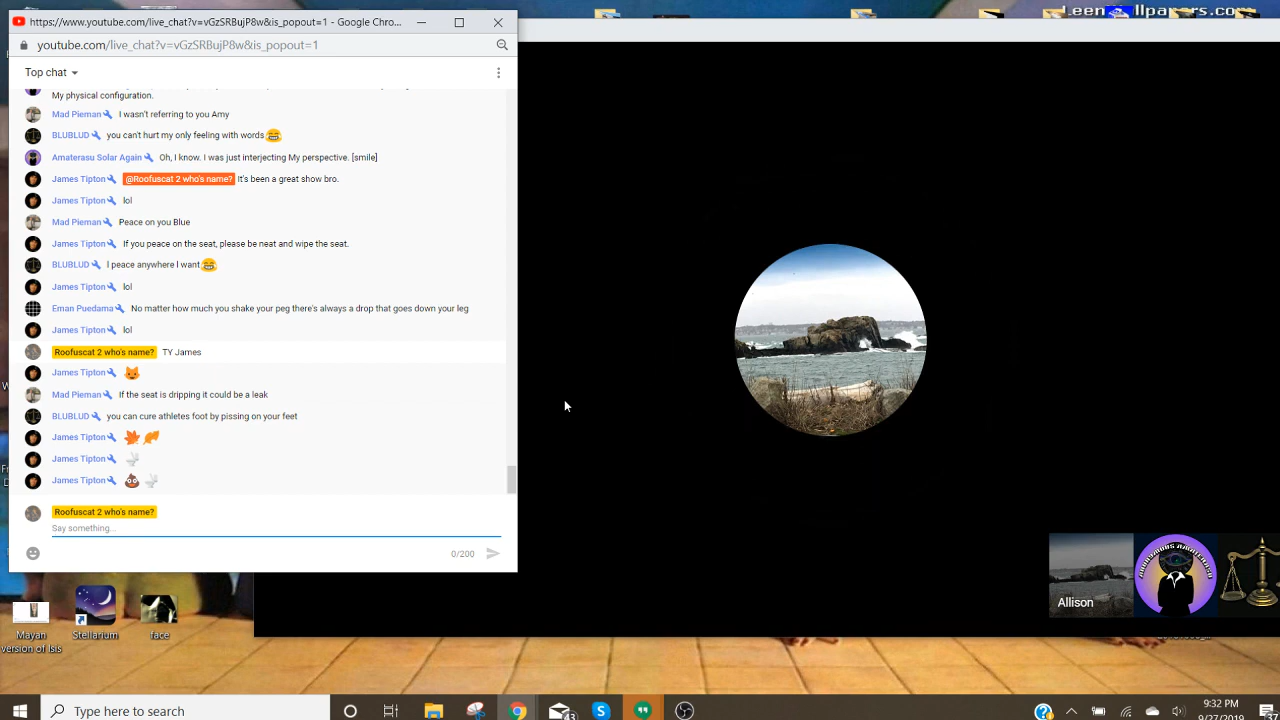 https://www.youtube.com/live_chat?v=vGzSRBujP8w&is_popout=1 - Google Chro...
youtube.com/live_chat?v=vGzSRBujP8w&is_popout=1
Top chat
My physical configuration.
Mad Pieman I wasn't referring to you Amy
BLUBLUD you can't hurt my only feeling with words😂
Amaterasu Solar Again Oh, I know. I was just interjecting My perspective. [smile]
James Tipton @Roofuscat 2 who's name? It's been a great show bro.
James Tipton lol
Mad Pieman Peace on you Blue
James Tipton If you peace on the seat, please be neat and wipe the seat.
BLUBLUD I peace anywhere I want😂
James Tipton lol
Eman Puedama No matter how much you shake your peg there's always a drop that goes down your leg
James Tipton lol
Roofuscat 2 who's name? TY James
James Tipton 🐱
Mad Pieman If the seat is dripping it could be a leak
BLUBLUD you can cure athletes foot by pissing on your feet
James Tipton 🍁🍂
James Tipton 🚽
James Tipton 💩🚽
Roofuscat 2 who's name?
Say something...
0/200
Allison
Mayan
version of Isis
Stellarium
face
Type here to search
43
9:32 PM
9/27/2019